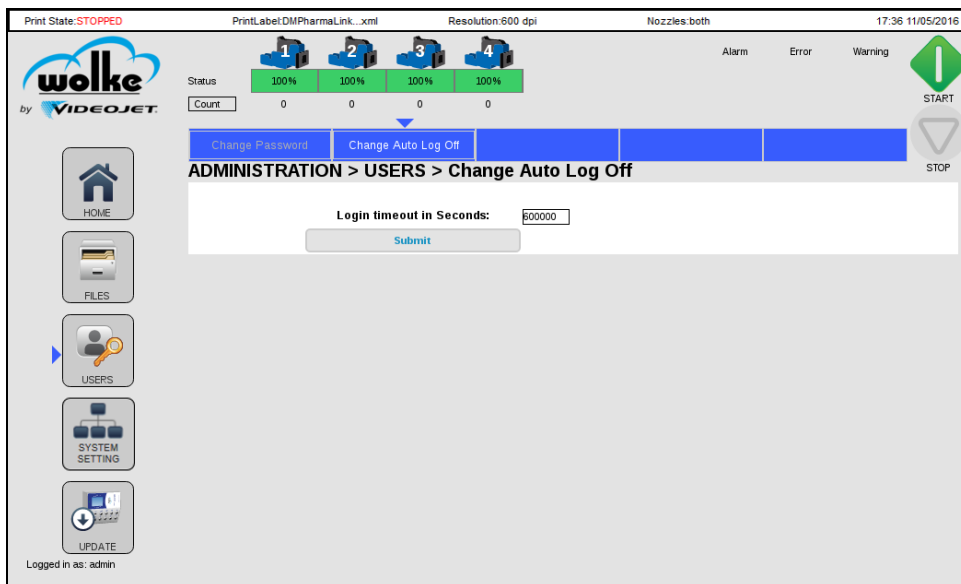 Print State:STOPPED PrintLabel:DMPharmaLink...xml Resolution:600 dpi Nozzles:both 17:36 11/05/2016
wolke
by VIDEOJET.
1 2 3 4
Alarm Error Warning
Status 100% 100% 100% 100%
Count 0 0 0 0
START
STOP
Change Password Change Auto Log Off
ADMINISTRATION > USERS > Change Auto Log Off
Login timeout in Seconds: 600000
Submit
HOME
FILES
USERS
SYSTEM
SETTING
UPDATE
Logged in as: admin